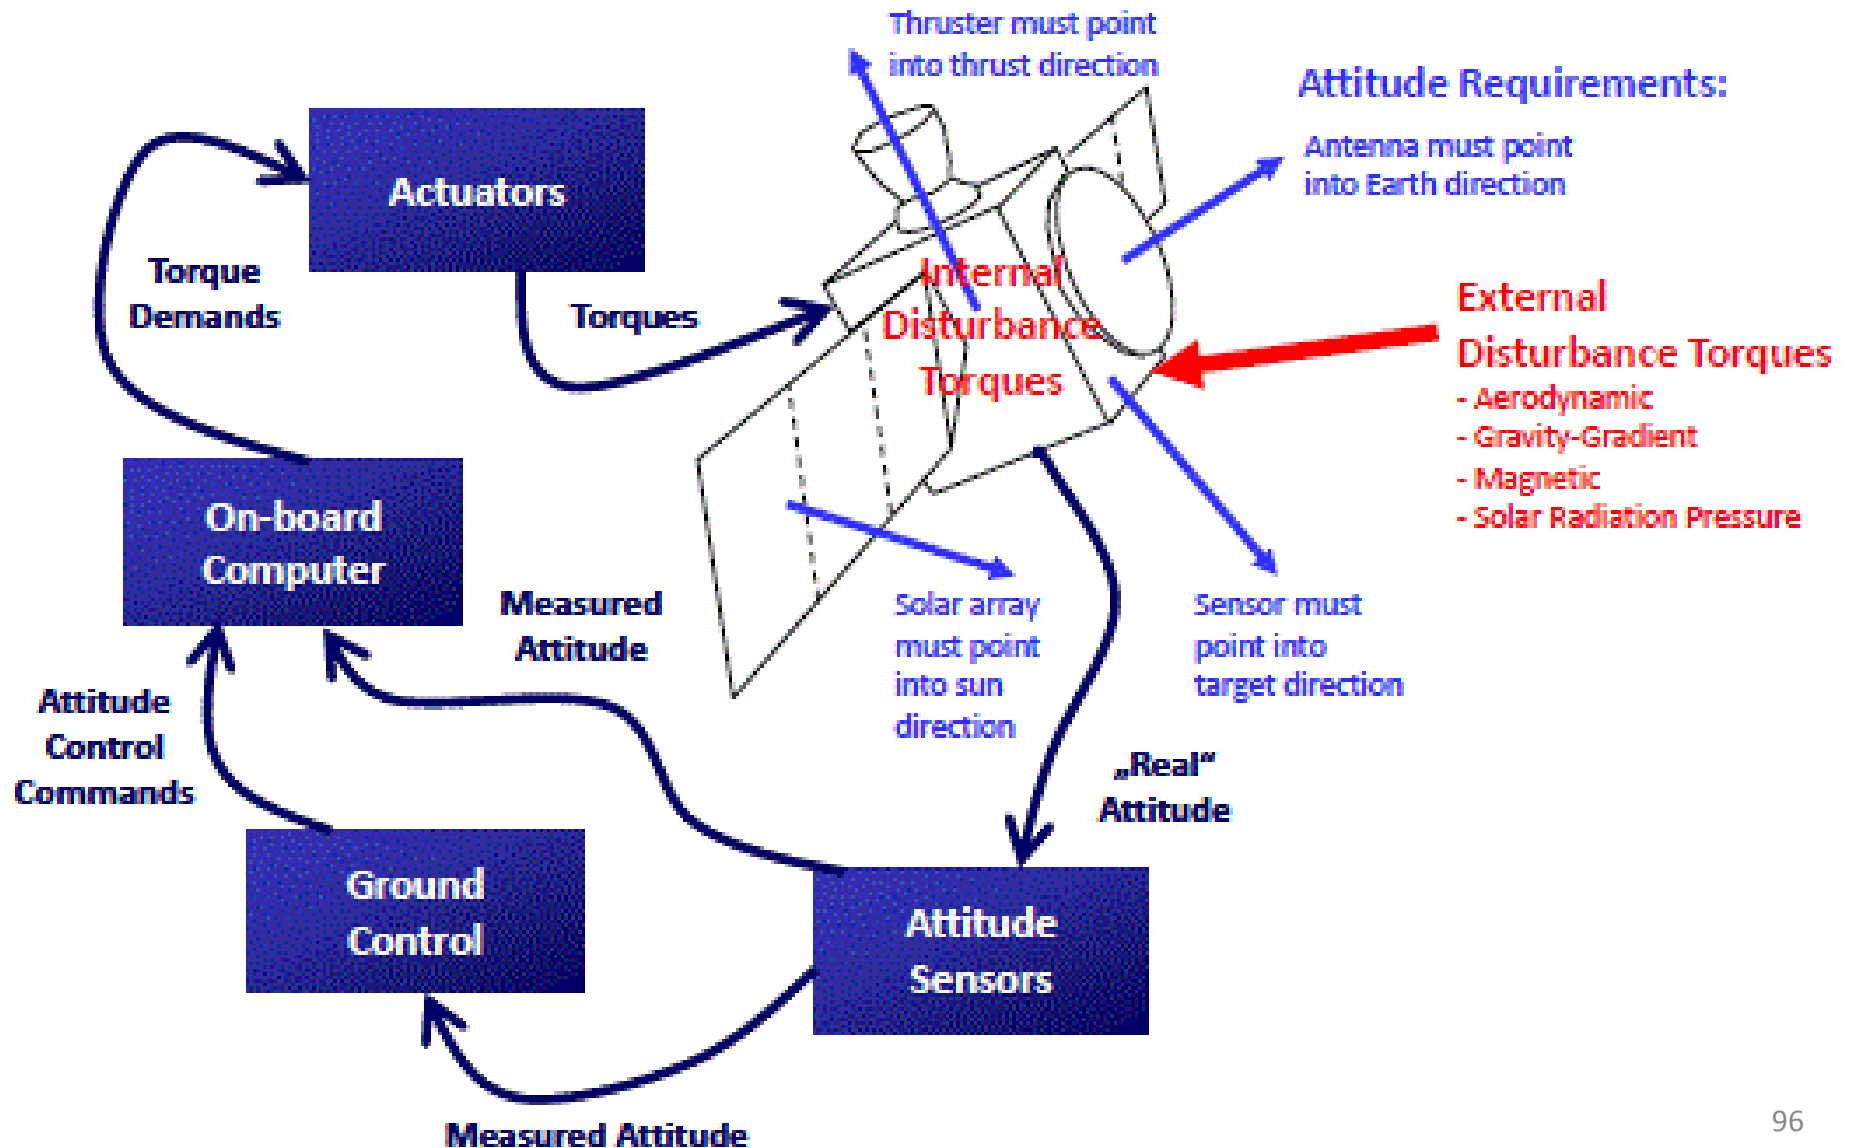 Thruster must point
into thrust direction
Attitude Requirements:
Antenna must point
into Earth direction
Actuators
Torque
Demands
Torques
Internal
Disturbance
Torques
External
Disturbance Torques
- Aerodynamic
- Gravity-Gradient
- Magnetic
- Solar Radiation Pressure
On-board
Computer
Measured
Attitude
Solar array
must point
into sun
direction
Sensor must
point into
target direction
Attitude
Control
Commands
„Real“
Attitude
Ground
Control
Attitude
Sensors
Measured Attitude
96